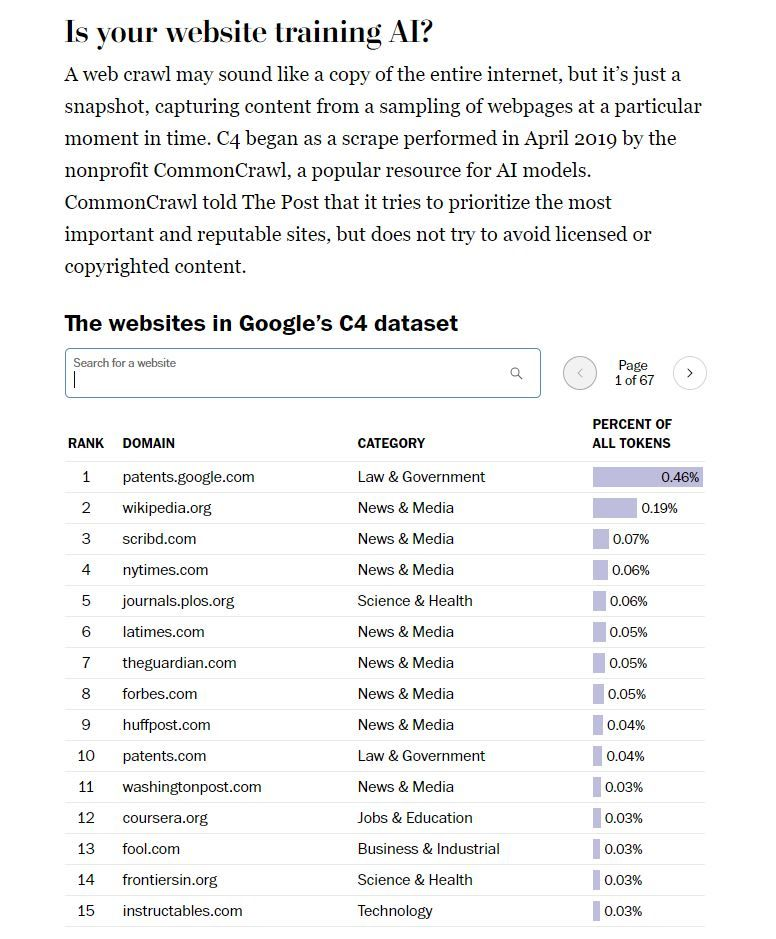 Is your website training AI?
A web crawl may sound like a copy of the entire internet, but it’s just a
snapshot, capturing content from a sampling of webpages at a particular
moment in time. C4 began as a scrape performed in April 2019 by the
nonprofit CommonCrawl, a popular resource for AI models.
CommonCrawl told The Post that it tries to prioritize the most
important and reputable sites, but does not try to avoid licensed or
copyrighted content.
The websites in Google’s C4 dataset
Search for a website
Page
1 of 67
RANK DOMAIN CATEGORY PERCENT OF
ALL TOKENS
1 patents.google.com Law & Government 0.46%
2 wikipedia.org News & Media 0.19%
3 scribd.com News & Media 0.07%
4 nytimes.com News & Media 0.06%
5 journals.plos.org Science & Health 0.06%
6 latimes.com News & Media 0.05%
7 theguardian.com News & Media 0.05%
8 forbes.com News & Media 0.05%
9 huffpost.com News & Media 0.04%
10 patents.com Law & Government 0.04%
11 washingtonpost.com News & Media 0.03%
12 coursera.org Jobs & Education 0.03%
13 fool.com Business & Industrial 0.03%
14 frontiersin.org Science & Health 0.03%
15 instructables.com Technology 0.03%